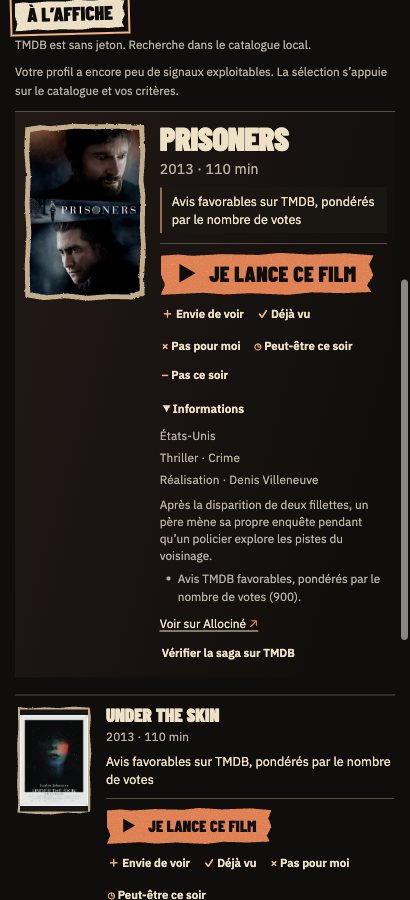 À L'AFFICHE
TMDB est sans jeton. Recherche dans le catalogue local.
Votre profil a encore peu de signaux exploitables. La sélection s'appuie
sur le catalogue et vos critères.
PRISONERS
PRISONERS
2013 · 110 min
Avis favorables sur TMDB, pondérés
par le nombre de votes
▶ JE LANCE CE FILM
+ Envie de voir ✓ Déjà vu
× Pas pour moi ◷ Peut-être ce soir
– Pas ce soir
▼ Informations
États-Unis
Thriller · Crime
Réalisation · Denis Villeneuve
Après la disparition de deux fillettes, un
père mène sa propre enquête pendant
qu'un policier explore les pistes du
voisinage.
• Avis TMDB favorables, pondérés par le
nombre de votes (900).
Voir sur Allociné ↗
Vérifier la saga sur TMDB
UNDER THE SKIN
2013 · 110 min
Avis favorables sur TMDB, pondérés par le nombre
de votes
▶ JE LANCE CE FILM
+ Envie de voir ✓ Déjà vu × Pas pour moi
◷ Peut-être ce soir